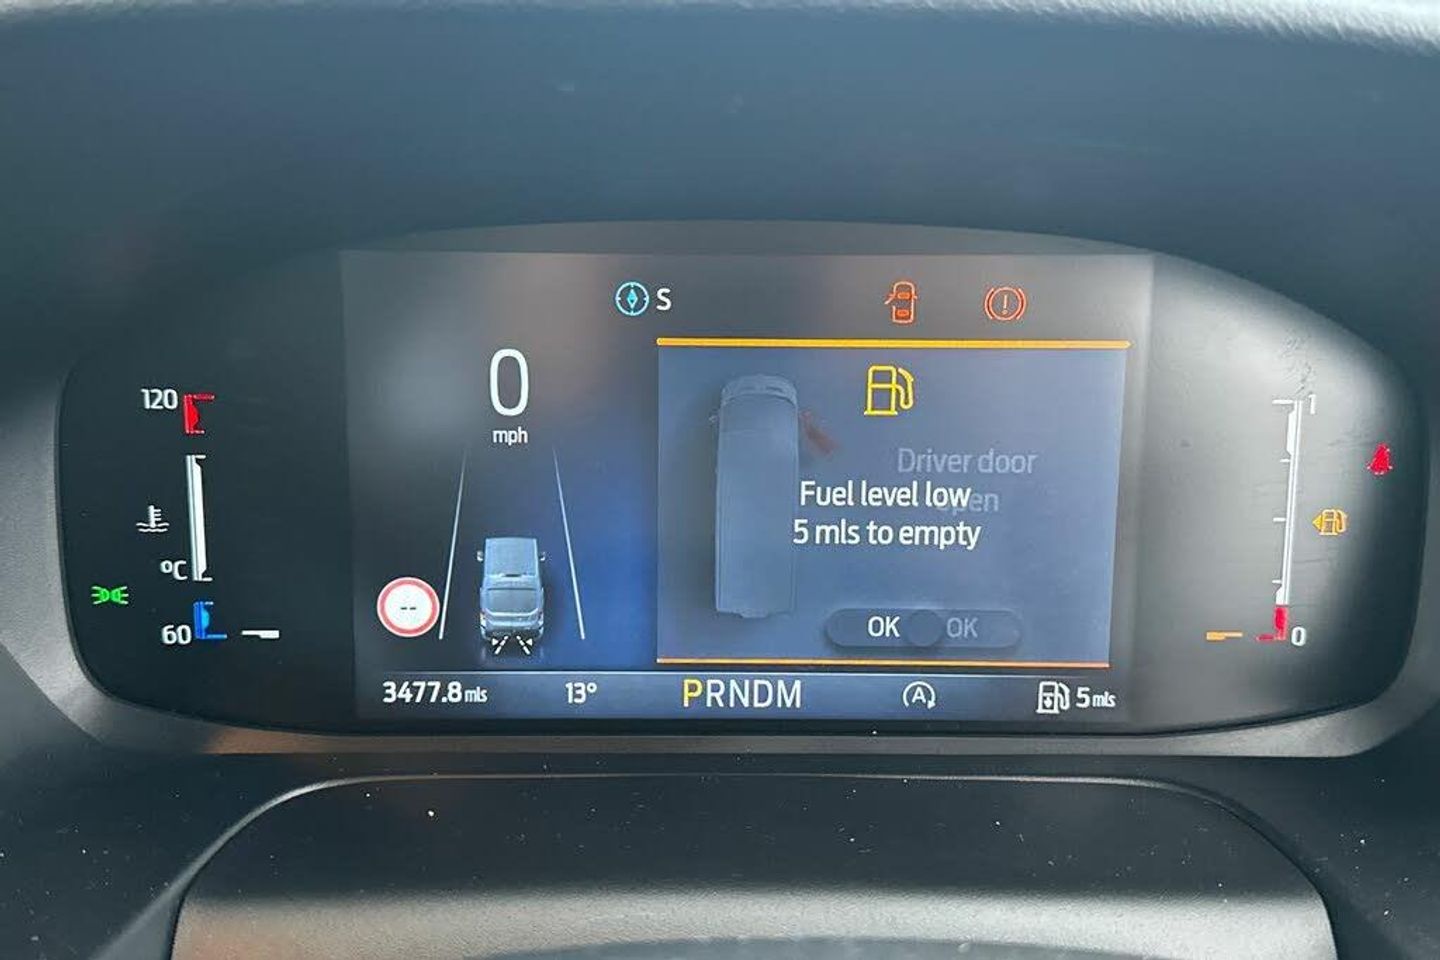 S
0
mph
120
°C
60
Driver door
open
Fuel level low
5 mls to empty
OK
OK
--
1
0
3477.8 mls
13°
PRNDM
A
5 mls